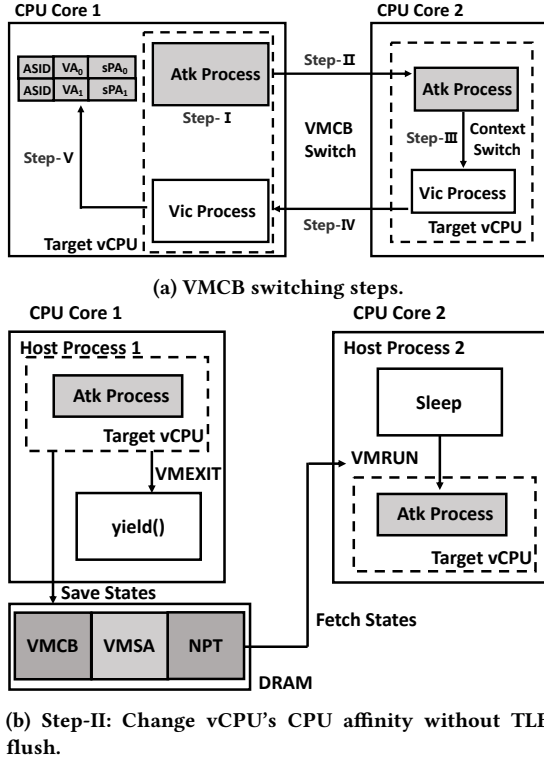 CPU Core 1
CPU Core 2
ASID VA0 sPA0
ASID VA1 sPA1
Atk Process
Step-I
Step-II
VMCB
Switch
Atk Process
Step-III
Context
Switch
Step-V
Vic Process
Target vCPU
Step-IV
Vic Process
Target vCPU
(a) VMCB switching steps.
CPU Core 1
CPU Core 2
Host Process 1
Atk Process
Target vCPU
VMEXIT
yield()
Host Process 2
Sleep
VMRUN
Atk Process
Target vCPU
Save States
VMCB VMSA NPT
DRAM
Fetch States
(b) Step-II: Change vCPU's CPU affinity without TLB
flush.